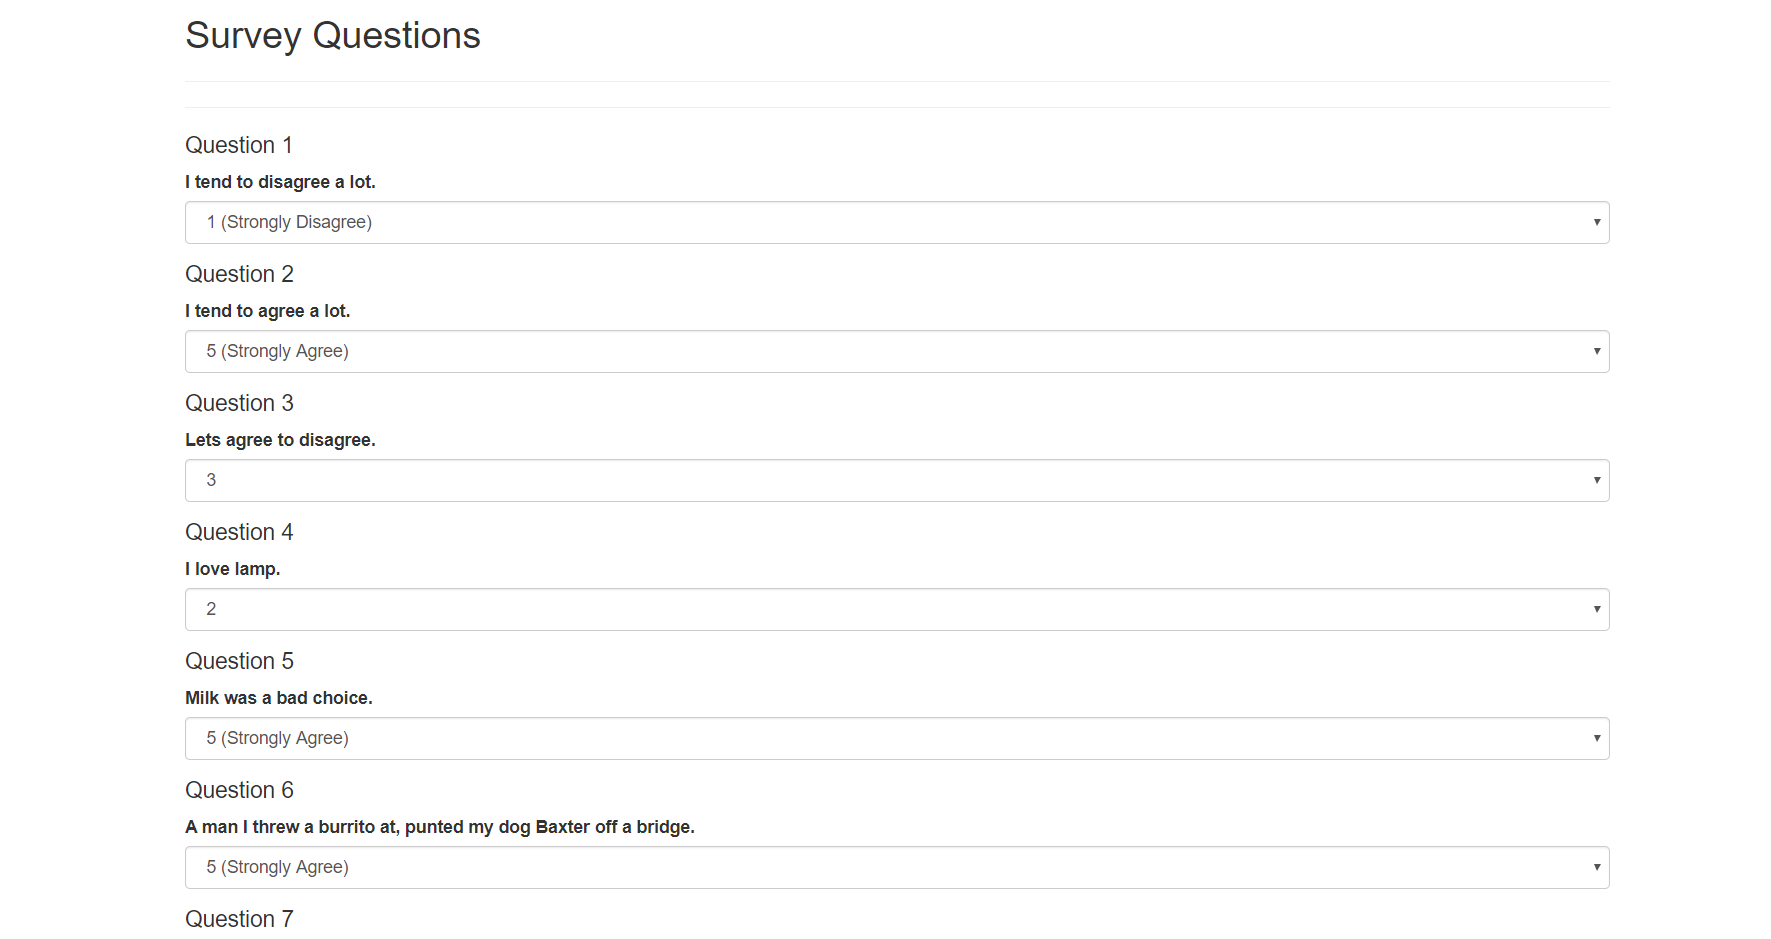 Survey Questions
Question 1
I tend to disagree a lot.
1 (Strongly Disagree)
Question 2
I tend to agree a lot.
5 (Strongly Agree)
Question 3
Lets agree to disagree.
3
Question 4
I love lamp.
2
Question 5
Milk was a bad choice.
5 (Strongly Agree)
Question 6
A man I threw a burrito at, punted my dog Baxter off a bridge.
5 (Strongly Agree)
Question 7